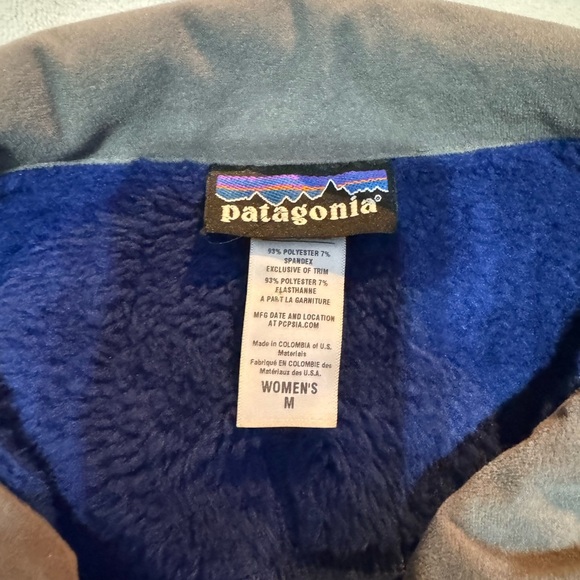 patagonia®
93% POLYESTER 7%
SPANDEX
EXCLUSIVE OF TRIM
93% POLYESTER 7%
ELASTHANNE
A PART LA GARNITURE
MFG DATE AND LOCATION
AT PCPSIA.COM
Made in COLOMBIA of U.S.
Materials
Fabriqué EN COLOMBIE des
Matériaux des U.S.A.
WOMEN'S
M